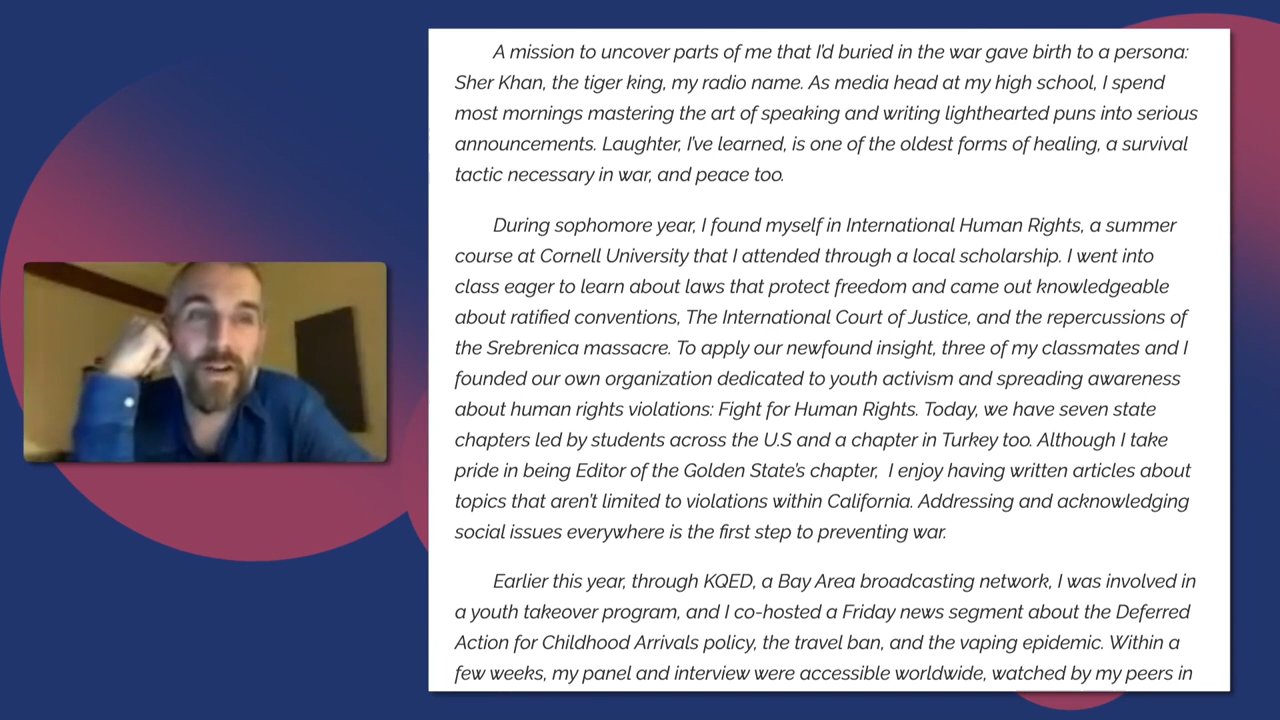 A mission to uncover parts of me that I'd buried in the war gave birth to a persona:
Sher Khan, the tiger king, my radio name. As media head at my high school, I spend
most mornings mastering the art of speaking and writing lighthearted puns into serious
announcements. Laughter, I've learned, is one of the oldest forms of healing, a survival
tactic necessary in war, and peace too.
During sophomore year, I found myself in International Human Rights, a summer
course at Cornell University that I attended through a local scholarship. I went into
class eager to learn about laws that protect freedom and came out knowledgeable
about ratified conventions, The International Court of Justice, and the repercussions of
the Srebrenica massacre. To apply our newfound insight, three of my classmates and I
founded our own organization dedicated to youth activism and spreading awareness
about human rights violations: Fight for Human Rights. Today, we have seven state
chapters led by students across the U.S and a chapter in Turkey too. Although I take
pride in being Editor of the Golden State's chapter,  I enjoy having written articles about
topics that aren't limited to violations within California. Addressing and acknowledging
social issues everywhere is the first step to preventing war.
Earlier this year, through KQED, a Bay Area broadcasting network, I was involved in
a youth takeover program, and I co-hosted a Friday news segment about the Deferred
Action for Childhood Arrivals policy, the travel ban, and the vaping epidemic. Within a
few weeks, my panel and interview were accessible worldwide, watched by my peers in